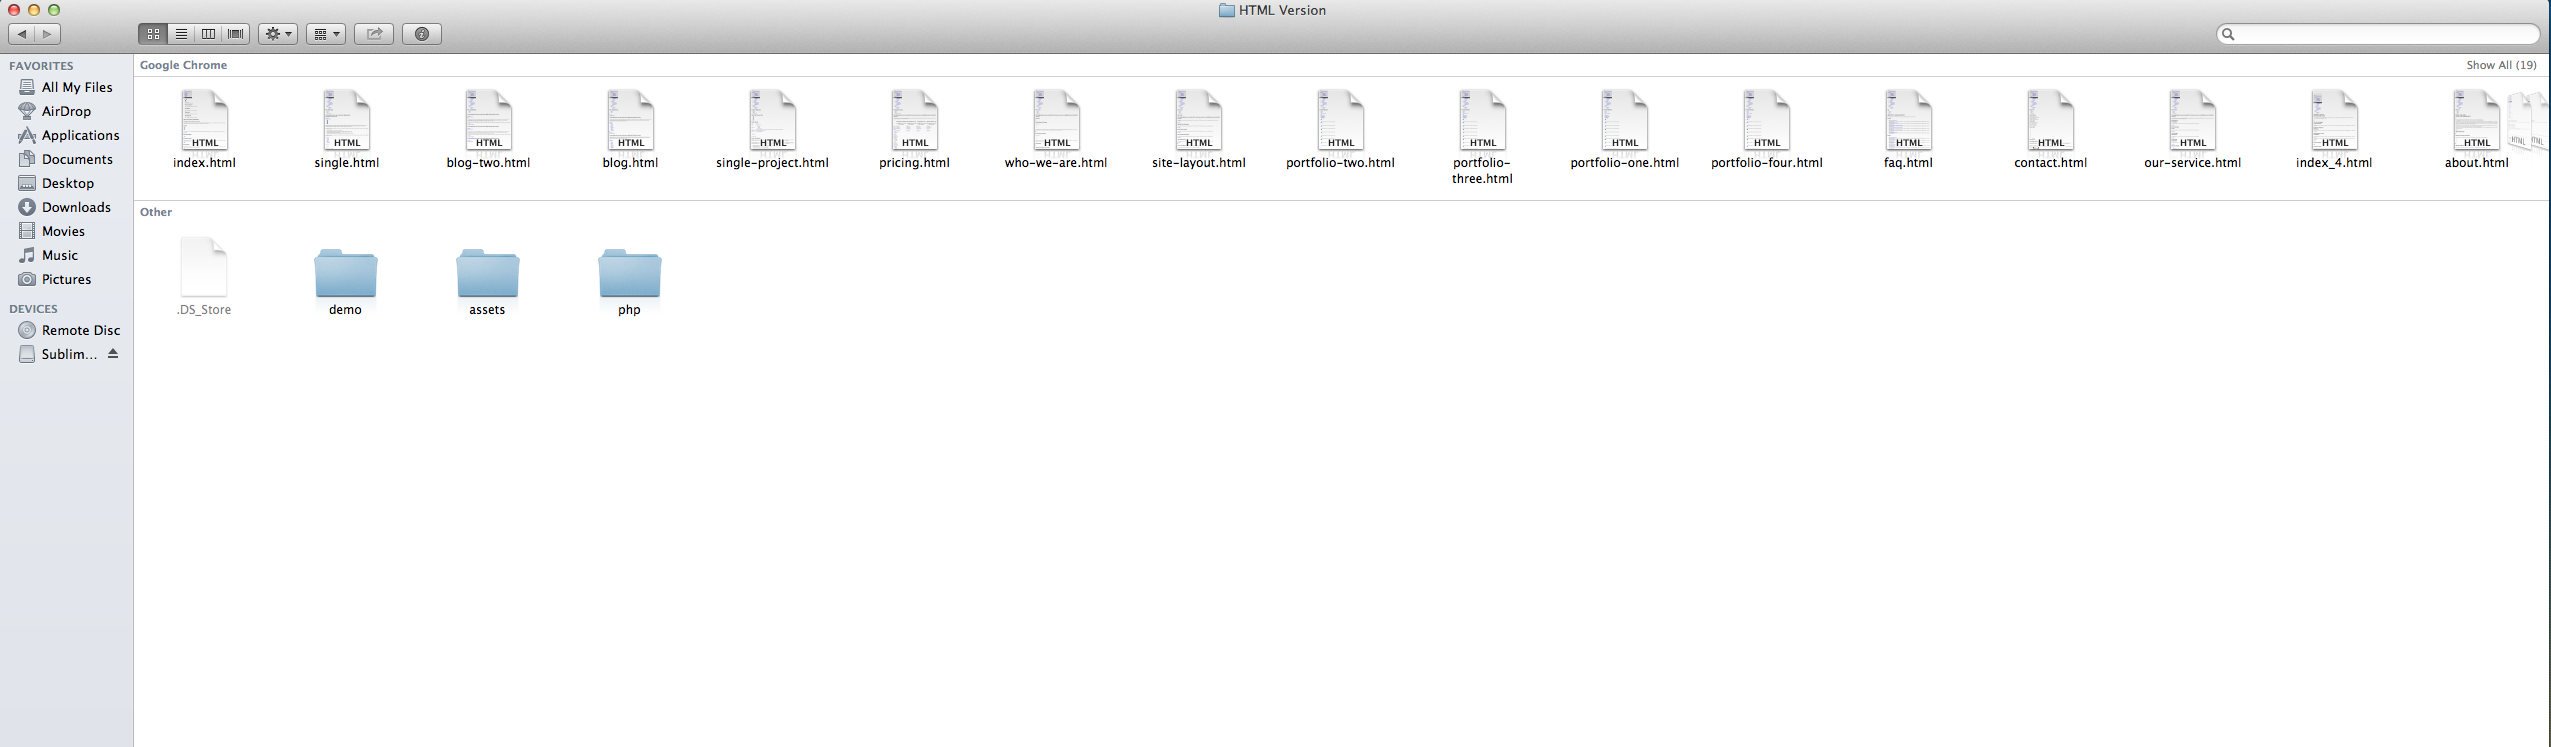 HTML Version
FAVORITES
All My Files
AirDrop
Applications
Documents
Desktop
Downloads
Movies
Music
Pictures
DEVICES
Remote Disc
Sublim...
Google Chrome
Show All (19)
HTML HTML HTML HTML HTML HTML HTML HTML HTML HTML HTML HTML HTML HTML HTML HTML HTML HTML HTML
index.html
single.html
blog-two.html
blog.html
single-project.html
pricing.html
who-we-are.html
site-layout.html
portfolio-two.html
portfolio-
three.html
portfolio-one.html
portfolio-four.html
faq.html
contact.html
our-service.html
index_4.html
about.html
Other
.DS_Store
demo
assets
php